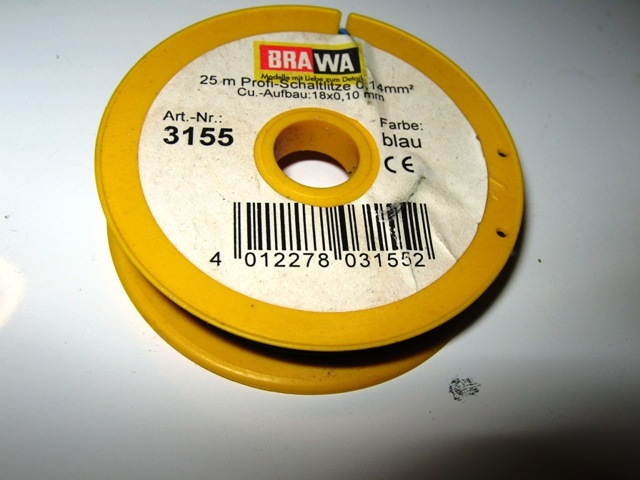 BRAWA
Modelle mit Liebe zum Detail
25 m Profi-Schaltlitze 0,14mm²
Cu.-Aufbau:18x0,10 mm
Art.-Nr.:
3155
Farbe:
blau
CE
4 012278 031552